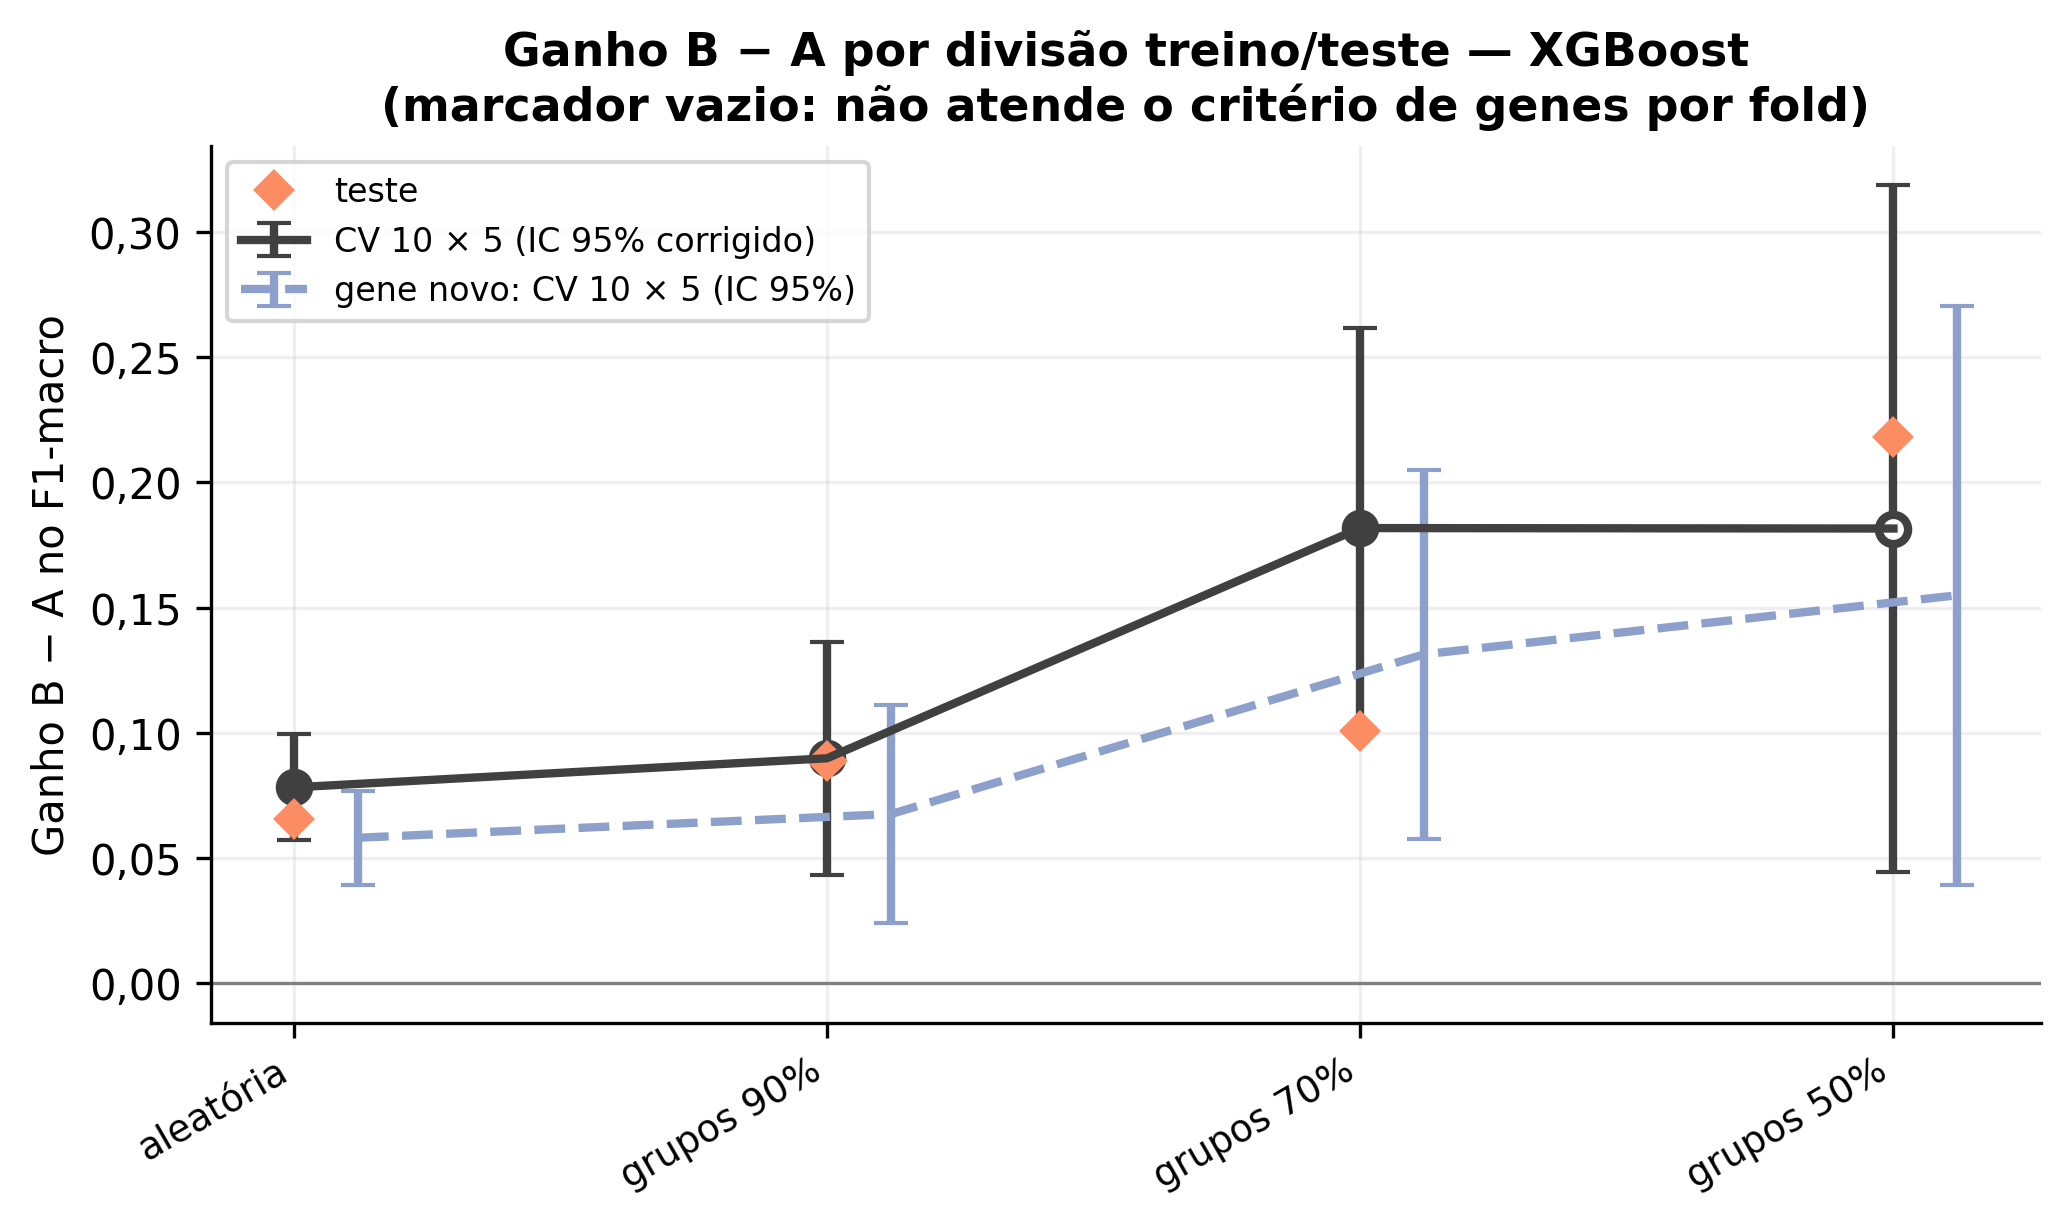 Ganho B − A por divisão treino/teste — XGBoost
(marcador vazio: não atende o critério de genes por fold)
teste
CV 10 × 5 (IC 95% corrigido)
gene novo: CV 10 × 5 (IC 95%)
Ganho B − A no F1-macro
0,30
0,25
0,20
0,15
0,10
0,05
0,00
aleatória
grupos 90%
grupos 70%
grupos 50%